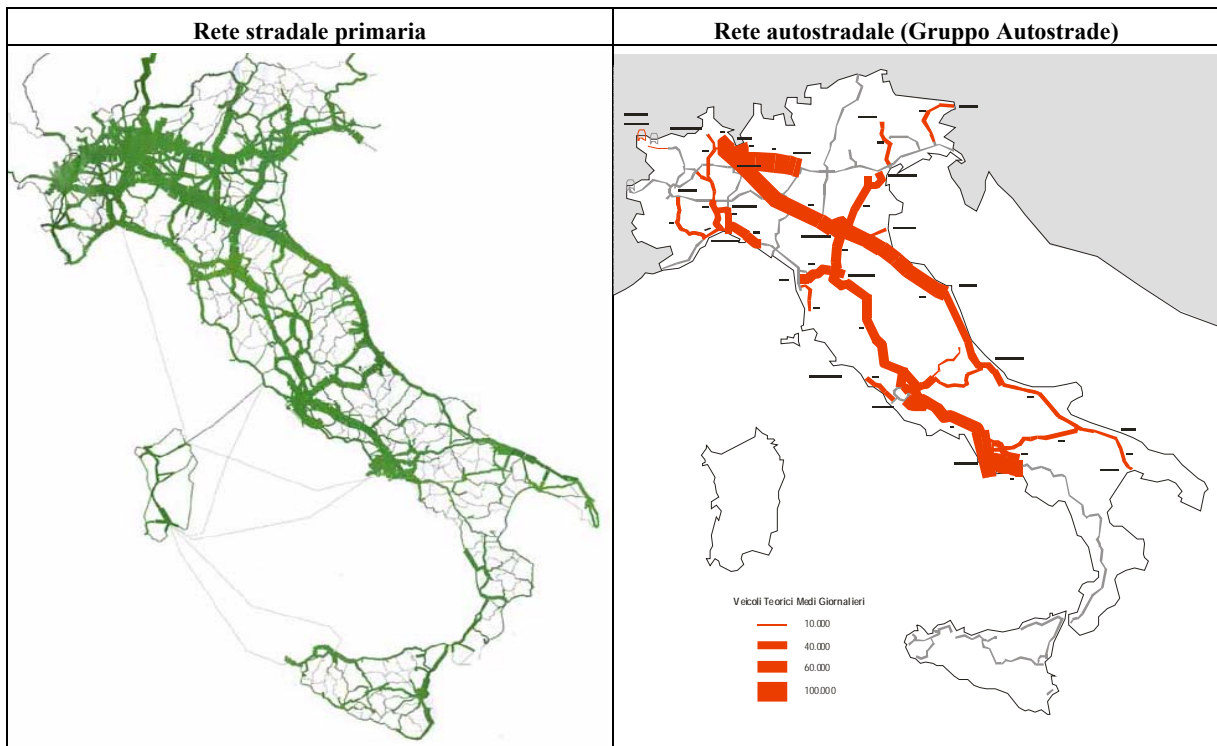 Rete stradale primaria
Rete autostradale (Gruppo Autostrade)
Veicoli Teorici Medi Giornalieri
10.000
40.000
60.000
100.000